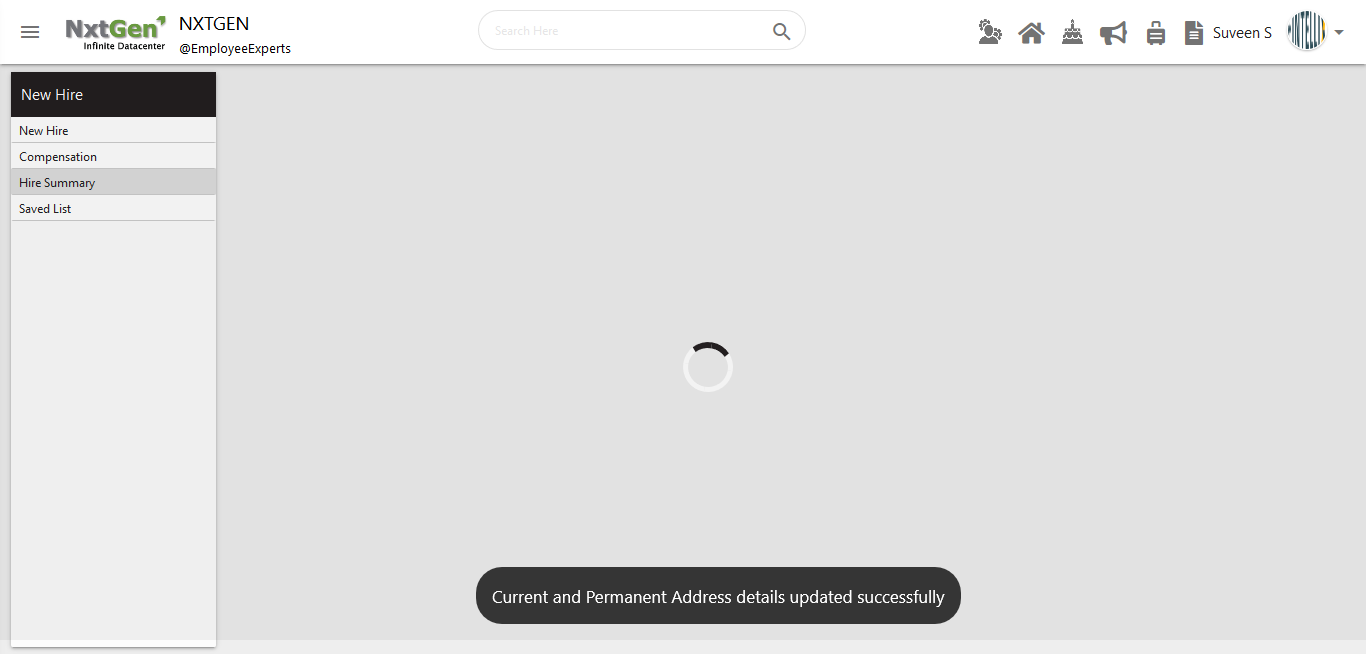 NxtGen
Infinite Datacenter
NXTGEN
@EmployeeExperts
Search Here
Suveen S
INTELI
New Hire
New Hire
Compensation
Hire Summary
Saved List
Current and Permanent Address details updated successfully